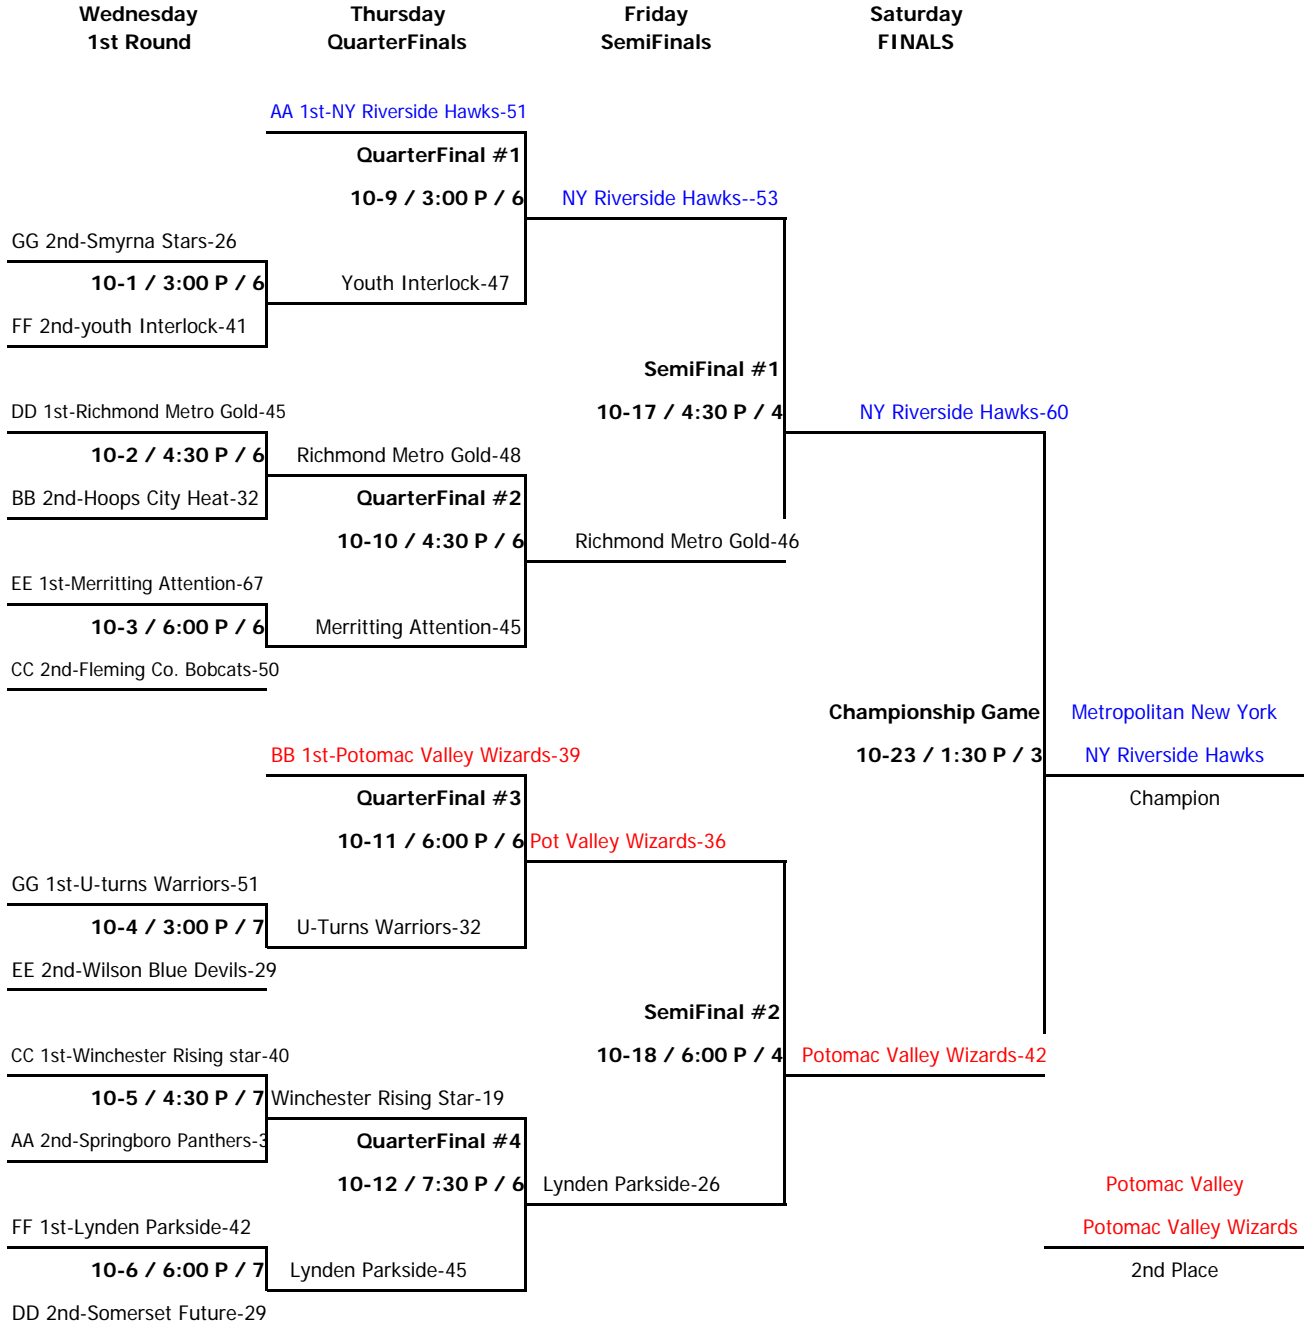 Wednesday Thursday Friday Saturday
1st Round QuarterFinals SemiFinals FINALS
AA 1st-NY Riverside Hawks-51
QuarterFinal #1
10-9 / 3:00 P / 6 NY Riverside Hawks--53
GG 2nd-Smyrna Stars-26
10-1 / 3:00 P / 6 Youth Interlock-47
FF 2nd-youth Interlock-41
SemiFinal #1
DD 1st-Richmond Metro Gold-45 10-17 / 4:30 P / 4 NY Riverside Hawks-60
10-2 / 4:30 P / 6 Richmond Metro Gold-48
BB 2nd-Hoops City Heat-32 QuarterFinal #2
10-10 / 4:30 P / 6 Richmond Metro Gold-46
EE 1st-Merritting Attention-67
10-3 / 6:00 P / 6 Merritting Attention-45
CC 2nd-Fleming Co. Bobcats-50
Championship Game Metropolitan New York
BB 1st-Potomac Valley Wizards-39 10-23 / 1:30 P / 3 NY Riverside Hawks
QuarterFinal #3 Champion
10-11 / 6:00 P / 6 Pot Valley Wizards-36
GG 1st-U-turns Warriors-51
10-4 / 3:00 P / 7 U-Turns Warriors-32
EE 2nd-Wilson Blue Devils-29
SemiFinal #2
CC 1st-Winchester Rising star-40 10-18 / 6:00 P / 4 Potomac Valley Wizards-42
10-5 / 4:30 P / 7 Winchester Rising Star-19
AA 2nd-Springboro Panthers-3 QuarterFinal #4
10-12 / 7:30 P / 6 Lynden Parkside-26 Potomac Valley
FF 1st-Lynden Parkside-42 Potomac Valley Wizards
10-6 / 6:00 P / 7 Lynden Parkside-45 2nd Place
DD 2nd-Somerset Future-29